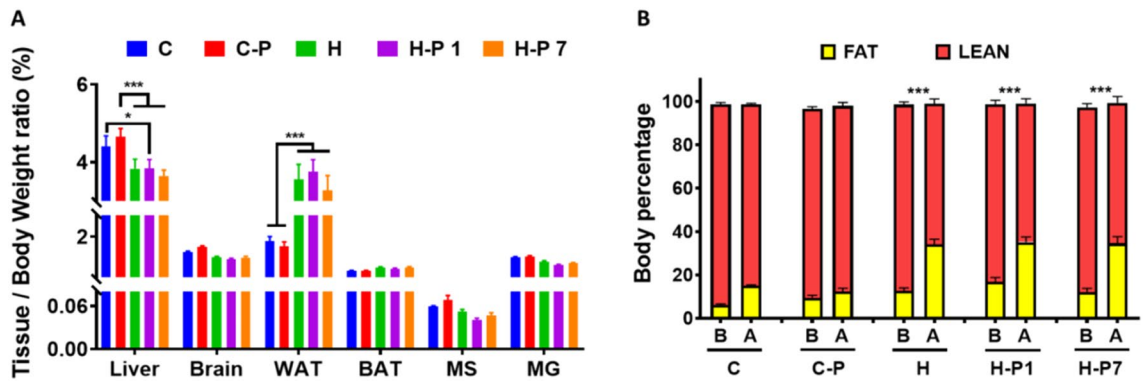 A
C C-P H H-P 1 H-P 7
Tissue / Body Weight ratio (%)
6
4
2
0.06
0.00
***
*
***
Liver Brain WAT BAT MS MG
B
FAT LEAN
Body percentage
100
80
60
40
20
0
*** *** ***
B A B A B A B A B A
C C-P H H-P1 H-P7